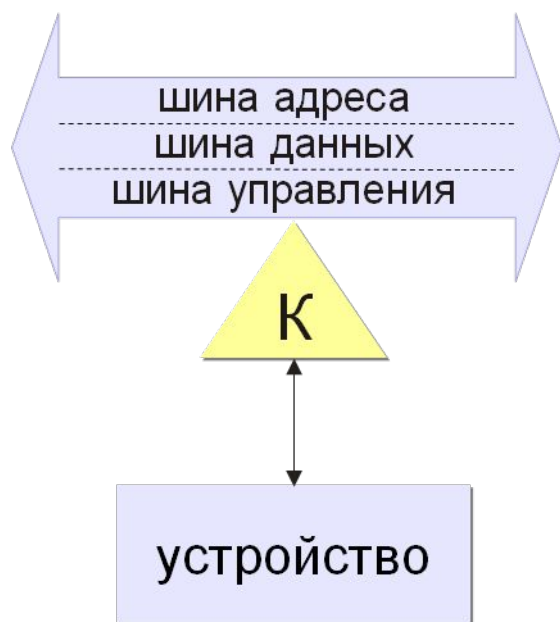 шина адреса
шина данных
шина управления
К
устройство